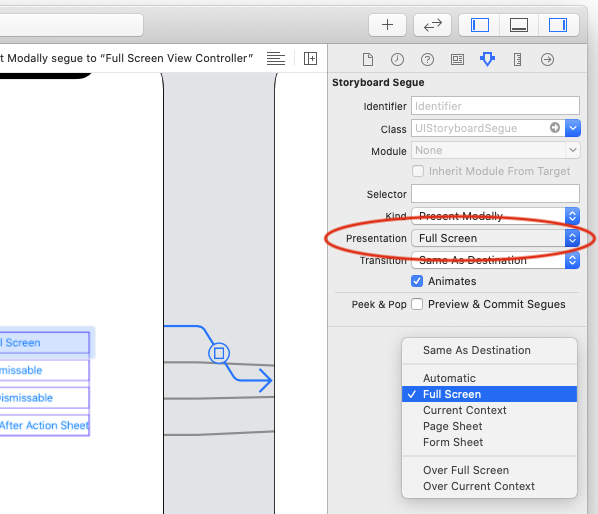 t Modally segue to “Full Screen View Controller”
Storyboard Segue
Identifier Identifier
Class UIStoryboardSegue
Module None
Inherit Module From Target
Selector
Kind Present Modally
Presentation Full Screen
Transition Same As Destination
Animates
Peek & Pop Preview & Commit Segues
l Screen
missable
Dismissable
After Action Sheet
Same As Destination
Automatic
✓ Full Screen
Current Context
Page Sheet
Form Sheet
Over Full Screen
Over Current Context